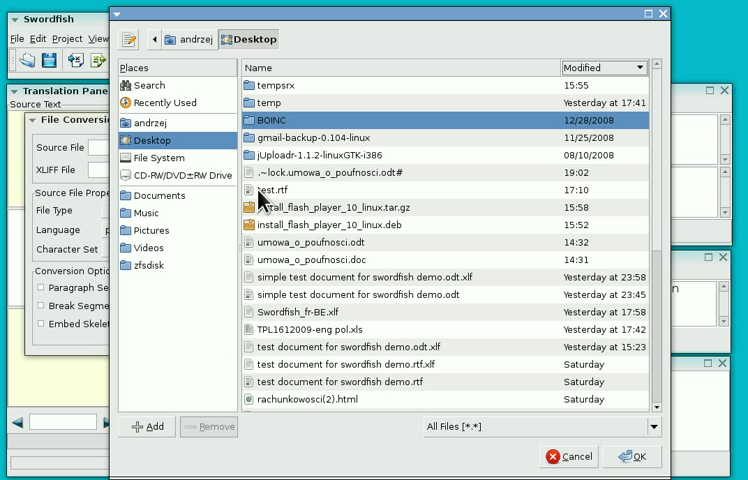 Swordfish
File Edit Project View
Translation Pane
Source Text
File Conversi
Source File
XLIFF File
Source File Prope
File Type
Language
Character Set
Conversion Optio
Paragraph Se
Break Segme
Embed Skelet
andrzej Desktop
Places
Search
Recently Used
andrzej
Desktop
File System
CD-RW/DVD±RW Drive
Documents
Music
Pictures
Videos
zfsdisk
Name Modified
tempsrx 15:55
temp Yesterday at 17:41
BOINC 12/28/2008
gmail-backup-0.104-linux 11/25/2008
jUploadr-1.1.2-linuxGTK-i386 08/10/2008
.~lock.umowa_o_poufnosci.odt# 19:02
test.rtf 17:10
install_flash_player_10_linux.tar.gz 15:58
install_flash_player_10_linux.deb 15:52
umowa_o_poufnosci.odt 14:32
umowa_o_poufnosci.doc 14:31
simple test document for swordfish demo.odt.xlf Yesterday at 23:58
simple test document for swordfish demo.odt Yesterday at 23:45
Swordfish_fr-BE.xlf Yesterday at 17:58
TPL1612009-eng pol.xls Yesterday at 17:42
test document for swordfish demo.odt.xlf Yesterday at 15:23
test document for swordfish demo.rtf.xlf Saturday
test document for swordfish demo.rtf Saturday
rachunkowosci(2).html Saturday
Add Remove All Files [*.*]
Cancel OK